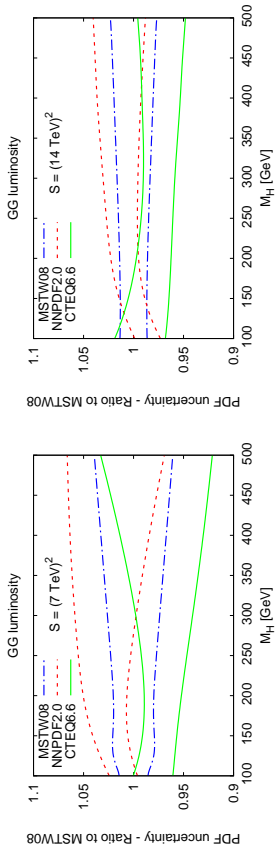 GG luminosity
PDF uncertainty - Ratio to MSTW08
1.1
1.05
1
0.95
0.9
MSTW08
NNPDF2.0
CTEQ6.6
S = (7 TeV)²
100 150 200 250 300 350 400 450 500
M_H [GeV]
GG luminosity
PDF uncertainty - Ratio to MSTW08
1.1
1.05
1
0.95
0.9
MSTW08
NNPDF2.0
CTEQ6.6
S = (14 TeV)²
100 150 200 250 300 350 400 450 500
M_H [GeV]